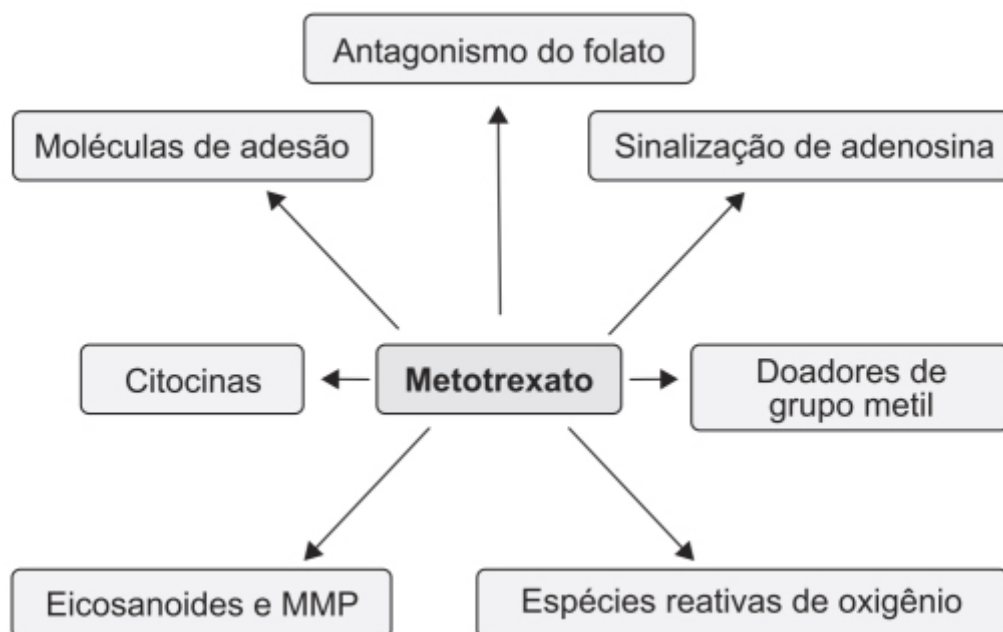 Antagonismo do folato
Moléculas de adesão
Sinalização de adenosina
Citocinas
Metotrexato
Doadores de
grupo metil
Eicosanoides e MMP
Espécies reativas de oxigênio